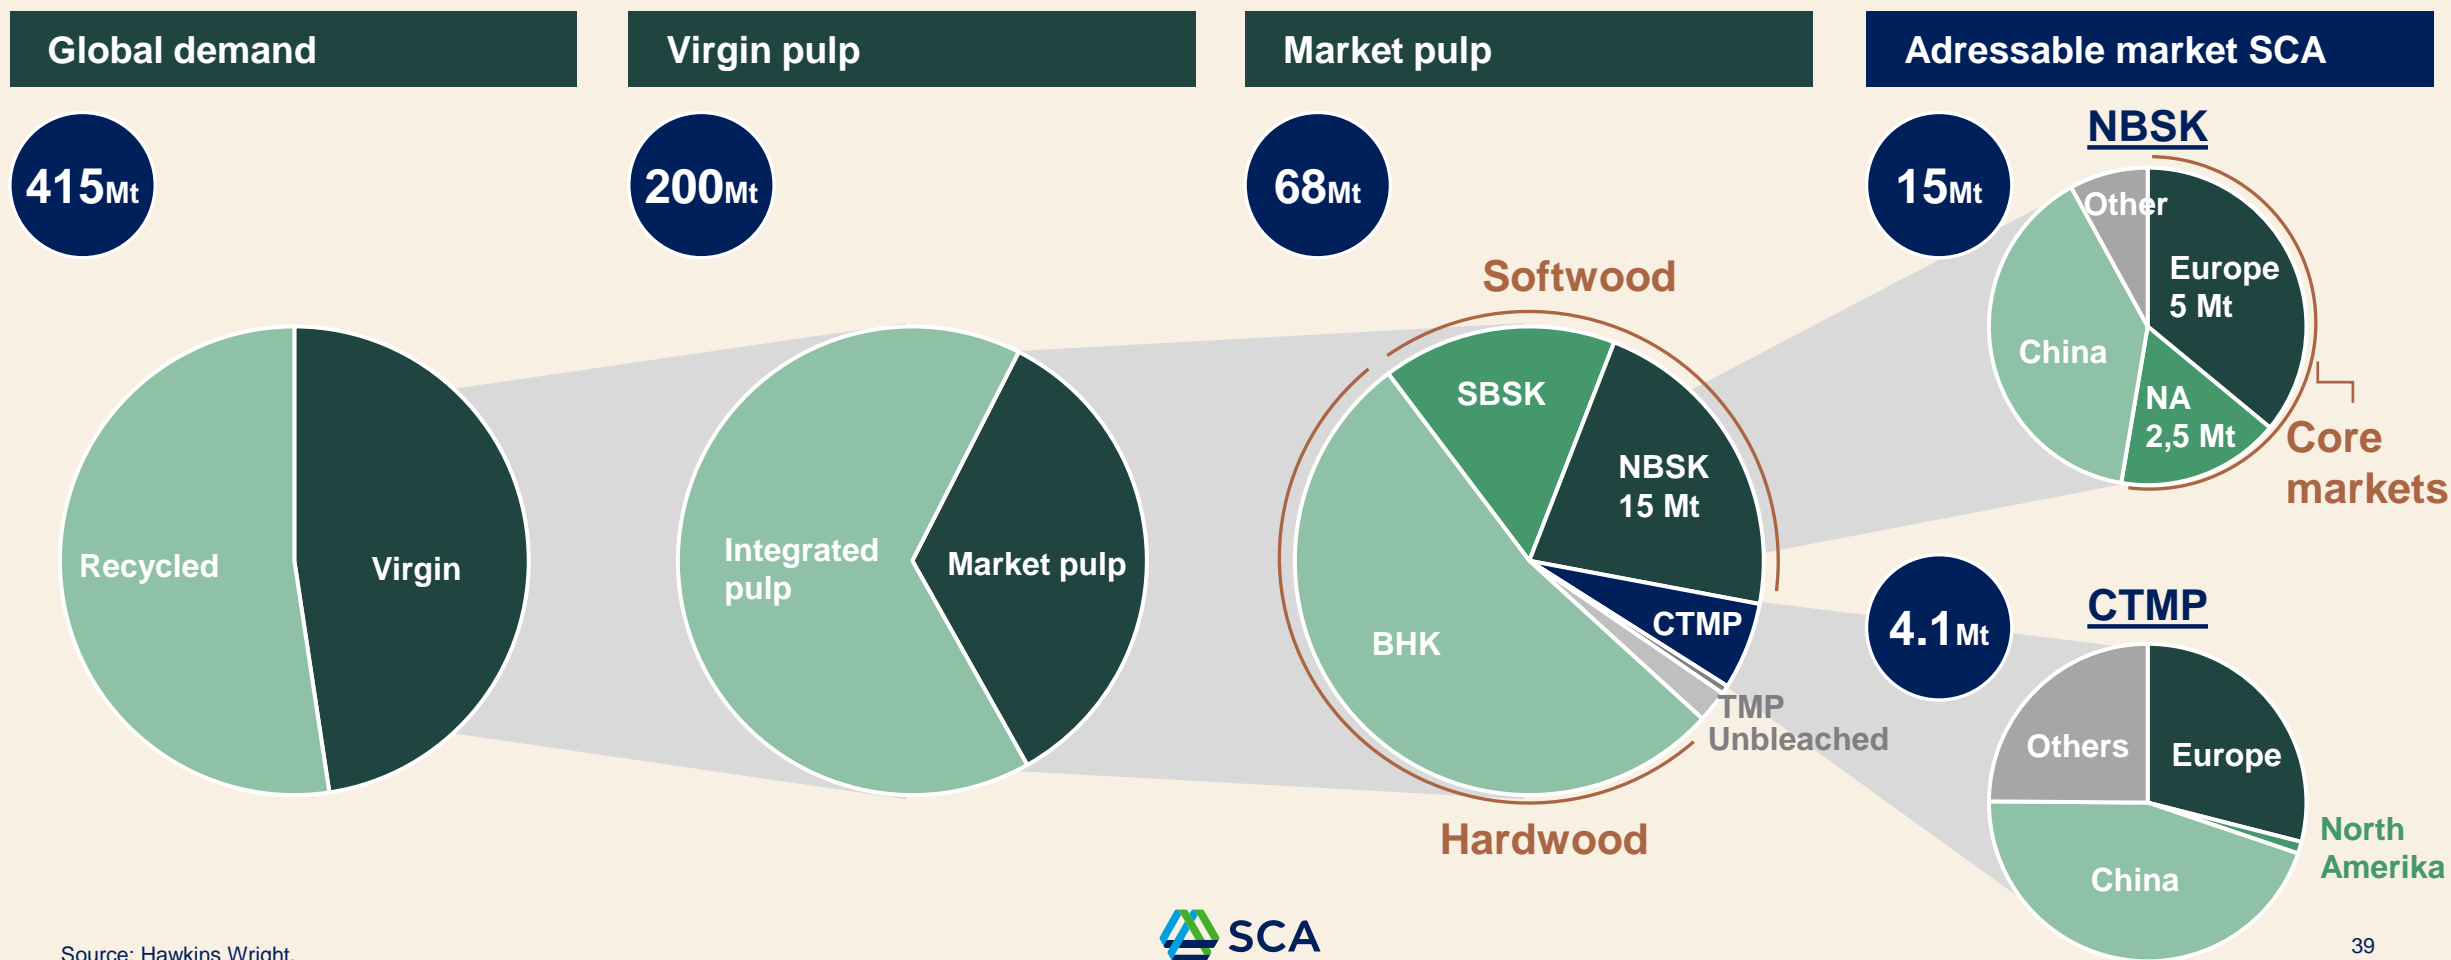 Global demand
Virgin pulp
Market pulp
Adressable market SCA
415Mt
200Mt
68Mt
15Mt
NBSK
Other
Europe
5 Mt
China
NA
2,5 Mt
Core
markets
Recycled
Virgin
Integrated
pulp
Market pulp
Softwood
SBSK
NBSK
15 Mt
CTMP
BHK
TMP
Unbleached
Hardwood
4.1Mt
CTMP
Others
Europe
North
Amerika
China
Source: Hawkins Wright.
SCA
39